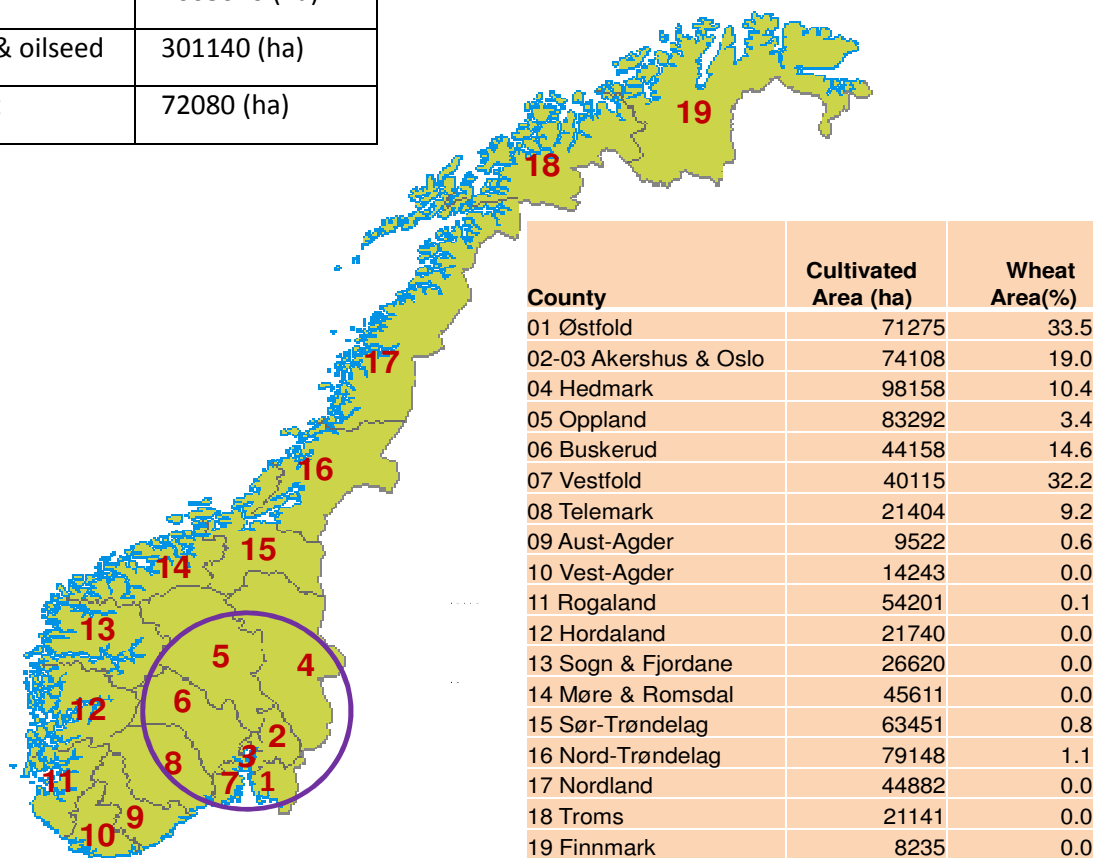 & oilseed 301140 (ha)
72080 (ha)
19
18
17
16
15
14
13
5
4
6
12
2
3
8
11
7
1
9
10
County Cultivated Area (ha) Wheat Area(%)
01 Østfold 71275 33.5
02-03 Akershus & Oslo 74108 19.0
04 Hedmark 98158 10.4
05 Oppland 83292 3.4
06 Buskerud 44158 14.6
07 Vestfold 40115 32.2
08 Telemark 21404 9.2
09 Aust-Agder 9522 0.6
10 Vest-Agder 14243 0.0
11 Rogaland 54201 0.1
12 Hordaland 21740 0.0
13 Sogn & Fjordane 26620 0.0
14 Møre & Romsdal 45611 0.0
15 Sør-Trøndelag 63451 0.8
16 Nord-Trøndelag 79148 1.1
17 Nordland 44882 0.0
18 Troms 21141 0.0
19 Finnmark 8235 0.0